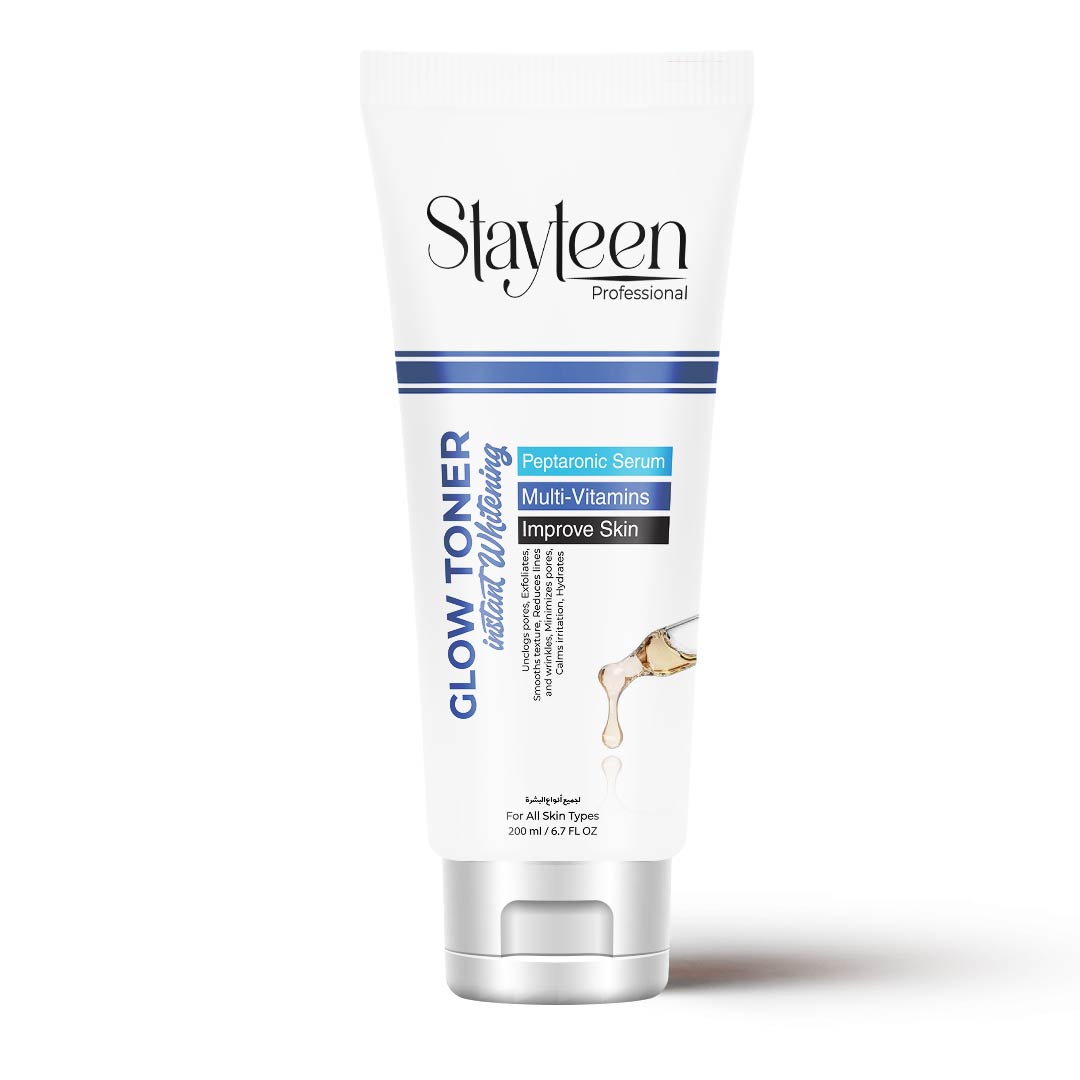 Stayteen
Professional
GLOW TONER
instant Whitening
Peptaronic Serum
Multi-Vitamins
Improve Skin
Unclogs pores, Exfoliates,
Smooths texture, Reduces lines
and wrinkles, Minimizes pores,
Calms irritation, Hydrates
لجميع أنواع البشرة
For All Skin Types
200 ml / 6.7 FL OZ